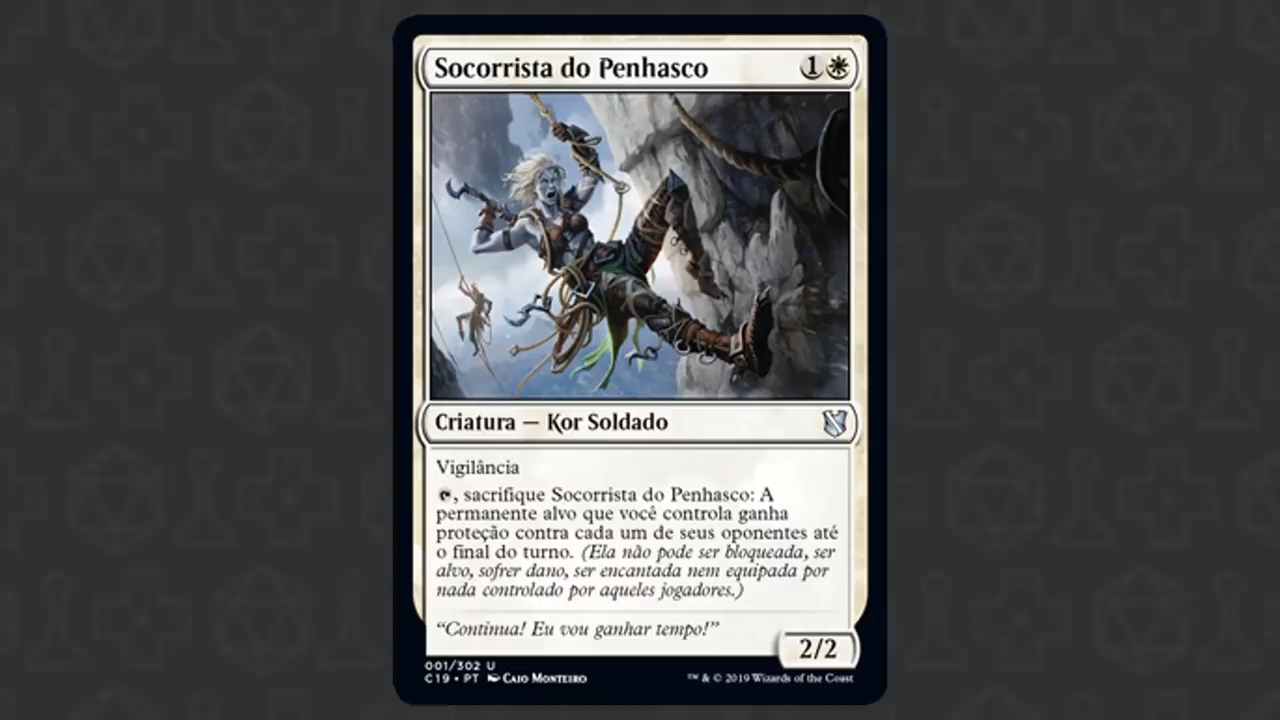 Socorrista do Penhasco 1
Criatura — Kor Soldado
Vigilância
, sacrifique Socorrista do Penhasco: A
permanente alvo que você controla ganha
proteção contra cada um de seus oponentes até
o final do turno. (Ela não pode ser bloqueada, ser
alvo, sofrer dano, ser encantada nem equipada por
nada controlado por aqueles jogadores.)
“Continua! Eu vou ganhar tempo!”
2/2
001/302 U
C19 • PT Caio Monteiro
™ & © 2019 Wizards of the Coast